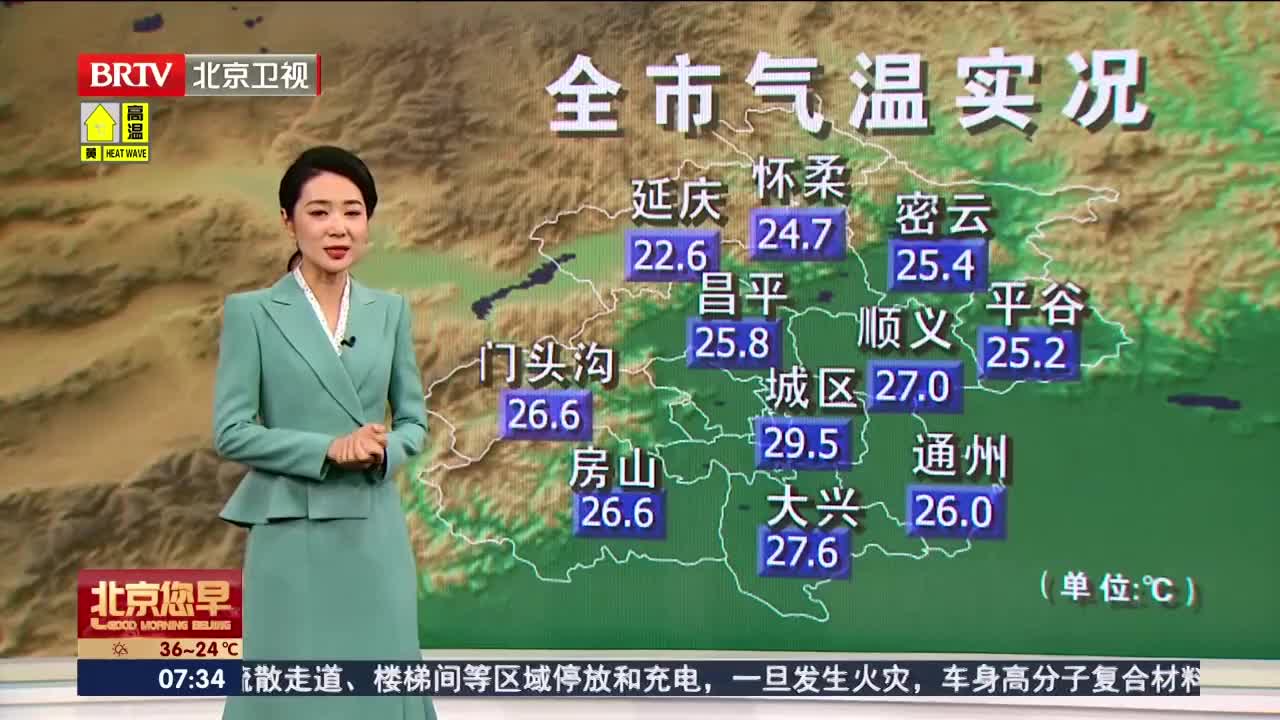 BRTV 北京卫视
高温
黄 HEAT WAVE
全市气温实况
延庆
22.6
怀柔
24.7
密云
25.4
昌平
25.8
平谷
25.2
顺义
27.0
门头沟
26.6
城区
29.5
房山
26.6
大兴
27.6
通州
26.0
(单位:℃)
北京您早
GOOD MORNING BEIJING
36~24℃
07:34
疏散走道、楼梯间等区域停放和充电，一旦发生火灾，车身高分子复合材料